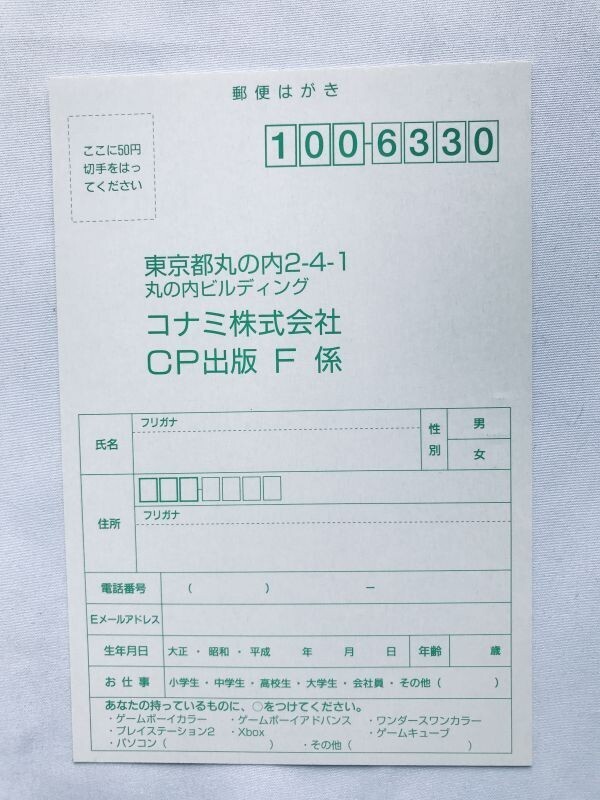 郵便はがき
ここに50円
切手をはっ
てください
100-6330
東京都丸の内2-4-1
丸の内ビルディング
コナミ株式会社
CP出版 F 係
氏名 フリガナ 性別 男 女
住所 フリガナ
電話番号 ( ) −
Eメールアドレス
生年月日 大正・昭和・平成 年 月 日 年齢 歳
お仕事 小学生・中学生・高校生・大学生・会社員・その他( )
あなたの持っているものに、○をつけてください。
・ゲームボーイカラー ・ゲームボーイアドバンス ・ワンダースワンカラー
・プレイステーション2 ・Xbox ・ゲームキューブ
・パソコン( ) ・その他( )